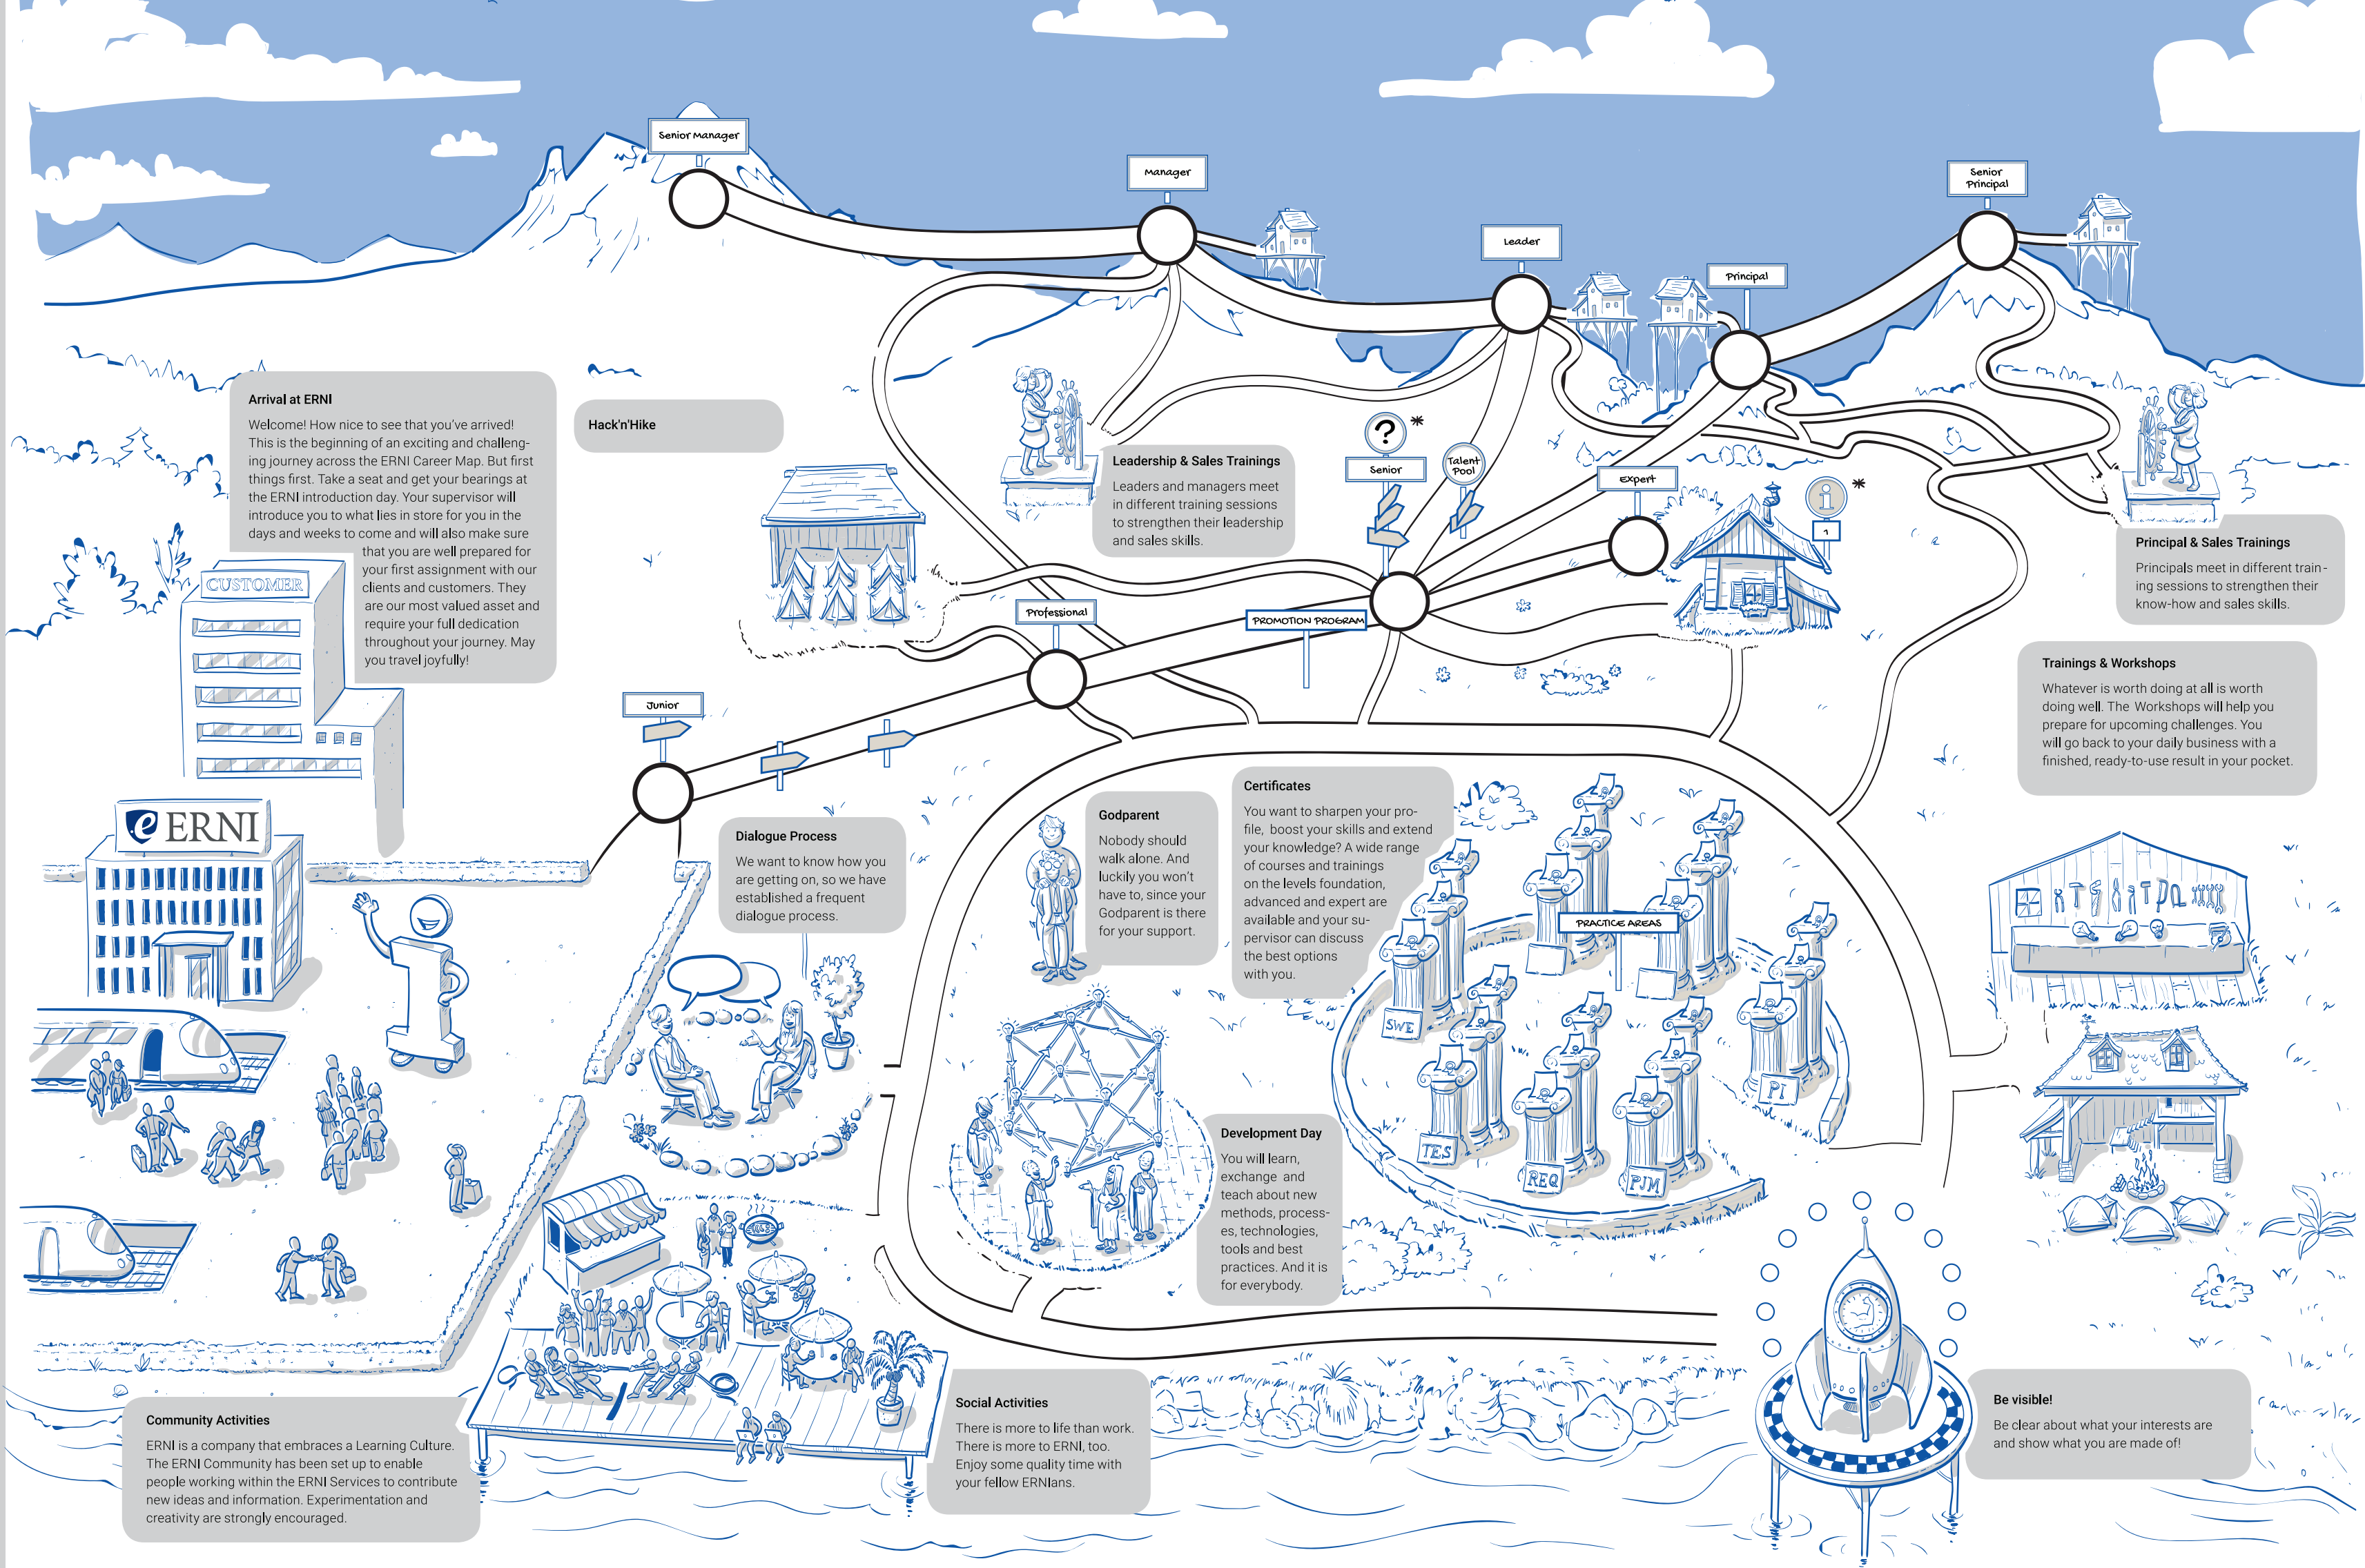 Senior Manager
Manager
Senior
Principal
Leader
Principal
Arrival at ERNI
Welcome! How nice to see that you've arrived!
This is the beginning of an exciting and challeng-
ing journey across the ERNI Career Map. But first
things first. Take a seat and get your bearings at
the ERNI introduction day. Your supervisor will
introduce you to what lies in store for you in the
days and weeks to come and will also make sure
that you are well prepared for
your first assignment with our
clients and customers. They
are our most valued asset and
require your full dedication
throughout your journey. May
you travel joyfully!
CUSTOMER
Hack'n'Hike
Leadership & Sales Trainings
Leaders and managers meet
in different training sessions
to strengthen their leadership
and sales skills.
? *
Senior
Talent
Pool
Expert
i *
1
Principal & Sales Trainings
Principals meet in different train-
ing sessions to strengthen their
know-how and sales skills.
Professional
PROMOTION PROGRAM
Junior
Trainings & Workshops
Whatever is worth doing at all is worth
doing well. The Workshops will help you
prepare for upcoming challenges. You
will go back to your daily business with a
finished, ready-to-use result in your pocket.
e ERNI
Dialogue Process
We want to know how you
are getting on, so we have
established a frequent
dialogue process.
Godparent
Nobody should
walk alone. And
luckily you won't
have to, since your
Godparent is there
for your support.
Certificates
You want to sharpen your pro-
file, boost your skills and extend
your knowledge? A wide range
of courses and trainings
on the levels foundation,
advanced and expert are
available and your su-
pervisor can discuss
the best options
with you.
PRACTICE AREAS
SWE
PI
TES
REQ
PJM
Development Day
You will learn,
exchange and
teach about new
methods, process-
es, technologies,
tools and best
practices. And it is
for everybody.
Community Activities
ERNI is a company that embraces a Learning Culture.
The ERNI Community has been set up to enable
people working within the ERNI Services to contribute
new ideas and information. Experimentation and
creativity are strongly encouraged.
Social Activities
There is more to life than work.
There is more to ERNI, too.
Enjoy some quality time with
your fellow ERNIans.
Be visible!
Be clear about what your interests are
and show what you are made of!